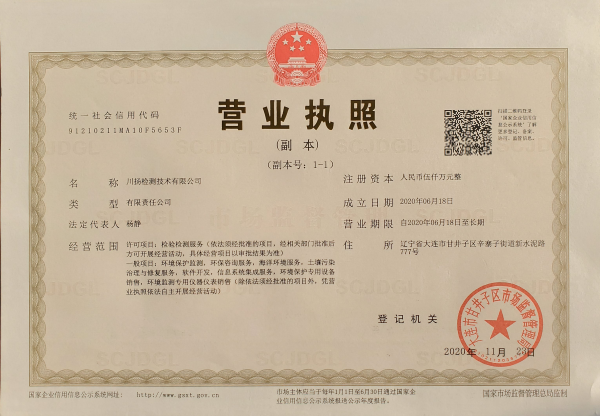 统一社会信用代码
91210211MA10F5653F
营业执照
(副 本)
(副本号：1-1)
扫描二维码登录
“国家企业信用信
息公示系统”了解
更多登记、备案、
许可、监管信息。
名 称 川扬检测技术有限公司
类 型 有限责任公司
法定代表人 杨静
经营范围 许可项目：检验检测服务（依法须经批准的项目，经相关部门批准后
方可开展经营活动，具体经营项目以审批结果为准）
一般项目：环境保护监测，环保咨询服务，海洋环境服务，土壤污染
治理与修复服务，软件开发，信息系统集成服务，环境保护专用设备
销售，环境监测专用仪器仪表销售（除依法须经批准的项目外，凭营
业执照依法自主开展经营活动）
注册资本 人民币伍仟万元整
成立日期 2020年06月18日
营业期限 自2020年06月18日至长期
住 所 辽宁省大连市甘井子区辛寨子街道新水泥路
777号
登记机关
大连市甘井子区市场监督管理局
2020年 11月 23日
国家企业信用信息公示系统网址： http://www.gsxt.gov.cn
市场主体应当于每年1月1日至6月30日通过国家企
业信用信息公示系统报送公示年度报告。
国家市场监督管理总局监制